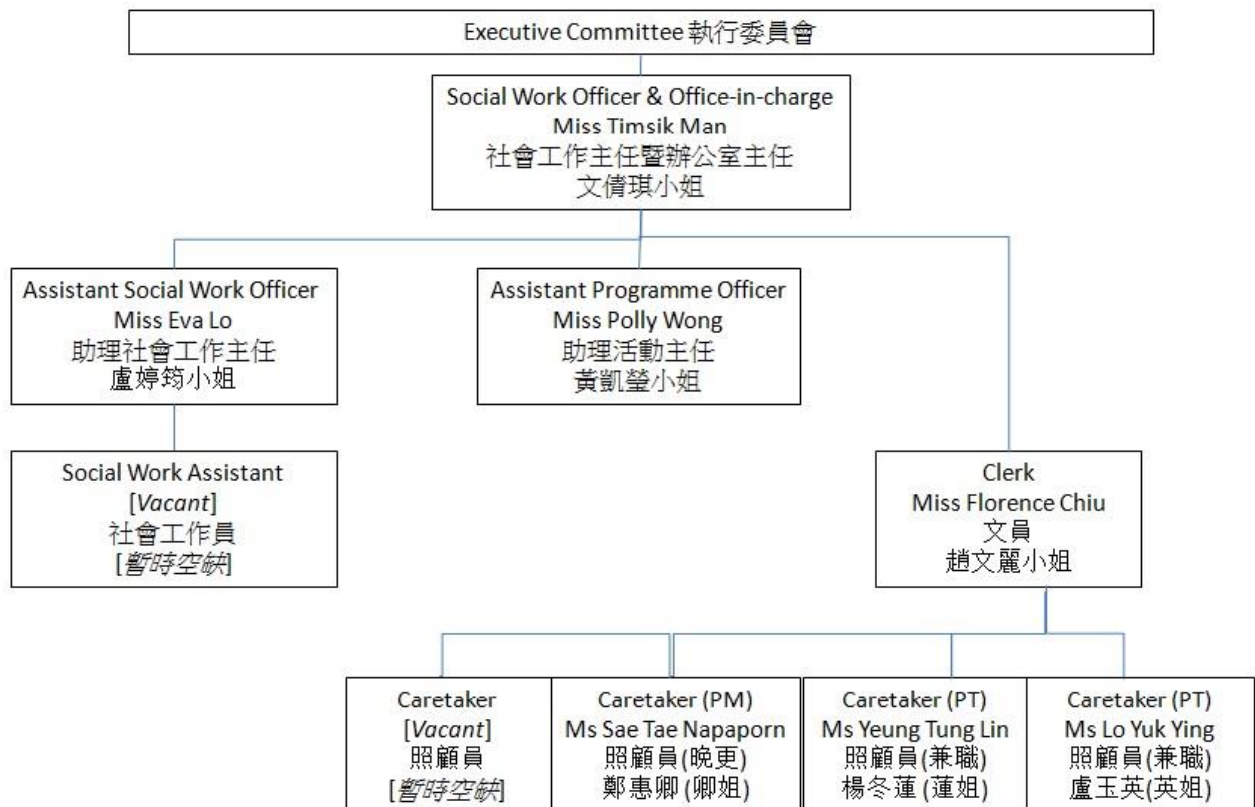 Executive Committee 執行委員會
Social Work Officer & Office-in-charge
Miss Timsik Man
社會工作主任暨辦公室主任
文倩琪小姐
Assistant Social Work Officer
Miss Eva Lo
助理社會工作主任
盧婷筠小姐
Assistant Programme Officer
Miss Polly Wong
助理活動主任
黃凱瑩小姐
Social Work Assistant
[Vacant]
社會工作員
[暫時空缺]
Clerk
Miss Florence Chiu
文員
趙文麗小姐
Caretaker
[Vacant]
照顧員
[暫時空缺]
Caretaker (PM)
Ms Sae Tae Napaporn
照顧員(晚更)
鄭惠卿 (卿姐)
Caretaker (PT)
Ms Yeung Tung Lin
照顧員(兼職)
楊冬蓮 (蓮姐)
Caretaker (PT)
Ms Lo Yuk Ying
照顧員(兼職)
盧玉英(英姐)